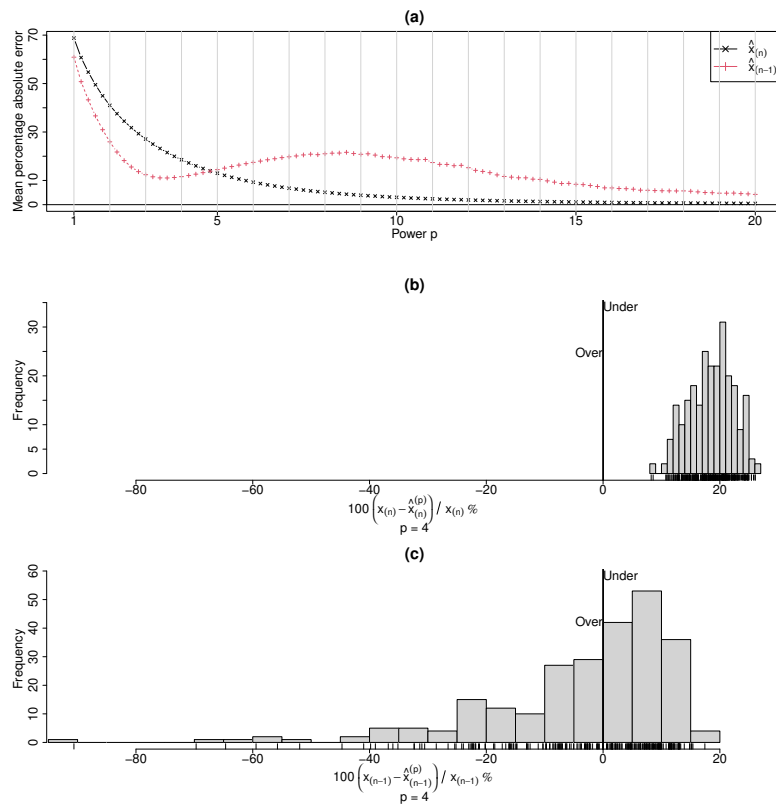 (a)
Mean percentage absolute error
70
50
30
10
0
x̂(n)
x̂(n−1)
1 5 10 15 20
Power p
(b)
Frequency
30
20
10
5
0
Under
Over
−80 −60 −40 −20 0 20
100 (x(n) − x̂(n)^(p)) / x(n) %
p = 4
(c)
Frequency
60
50
40
30
20
10
0
Under
Over
−80 −60 −40 −20 0 20
100 (x(n−1) − x̂(n−1)^(p)) / x(n−1) %
p = 4